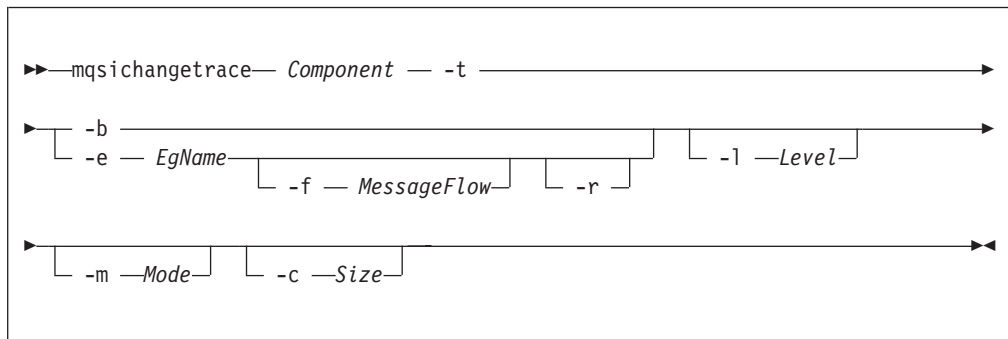 mqsichangetrace Component -t
-b
-e EgName
-l Level
-f MessageFlow -r
-m Mode -c Size